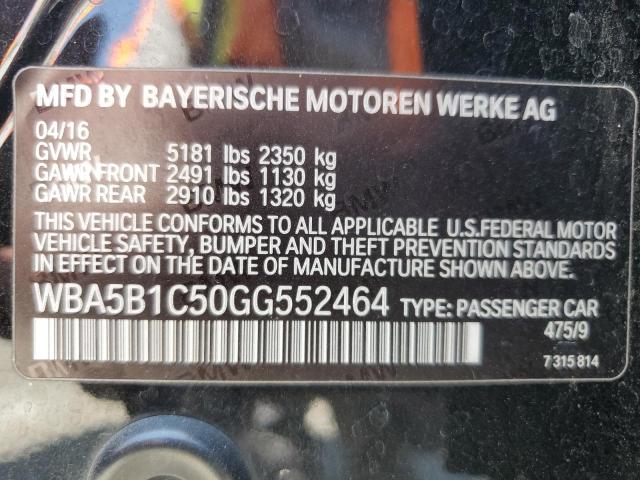 MFD BY BAYERISCHE MOTOREN WERKE AG
04/16
GVWR 5181 lbs 2350 kg
GAWR FRONT 2491 lbs 1130 kg
GAWR REAR 2910 lbs 1320 kg
THIS VEHICLE CONFORMS TO ALL APPLICABLE U.S.FEDERAL MOTOR
VEHICLE SAFETY, BUMPER AND THEFT PREVENTION STANDARDS
IN EFFECT ON THE DATE OF MANUFACTURE SHOWN ABOVE.
WBA5B1C50GG552464 TYPE: PASSENGER CAR
475/9
7 315 814